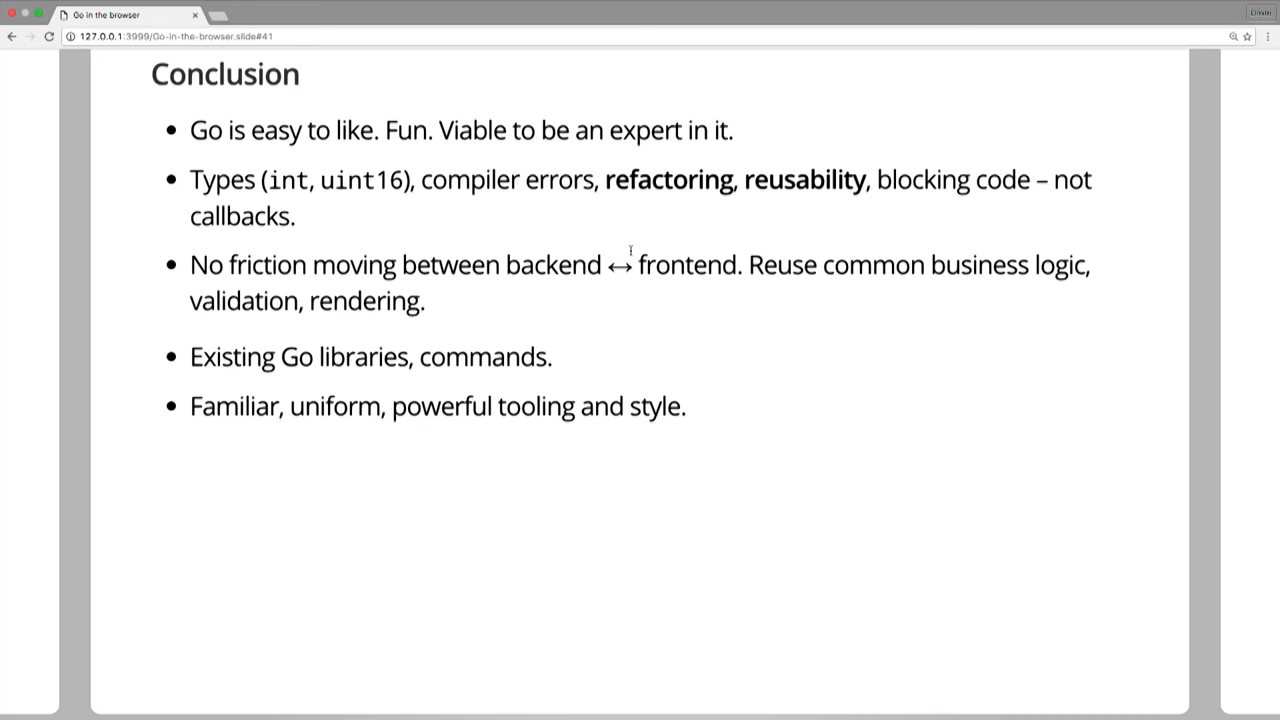 Go in the browser
Dmitri
127.0.0.1:3999/Go-in-the-browser.slide#41
Conclusion
• Go is easy to like. Fun. Viable to be an expert in it.
• Types (int, uint16), compiler errors, refactoring, reusability, blocking code – not
callbacks.
• No friction moving between backend ↔ frontend. Reuse common business logic,
validation, rendering.
• Existing Go libraries, commands.
• Familiar, uniform, powerful tooling and style.